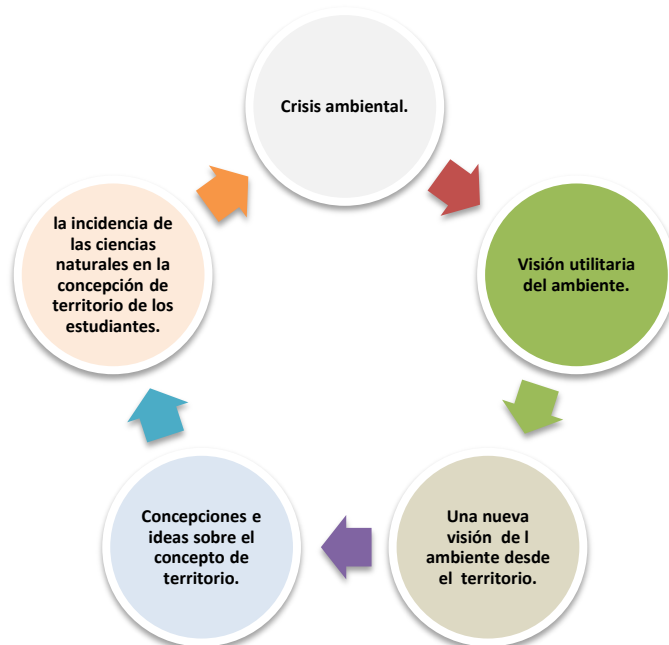 Crisis ambiental.
Visión utilitaria
del ambiente.
Una nueva
visión de l
ambiente desde
el territorio.
Concepciones e
ideas sobre el
concepto de
territorio.
la incidencia de
las ciencias
naturales en la
concepción de
territorio de los
estudiantes.